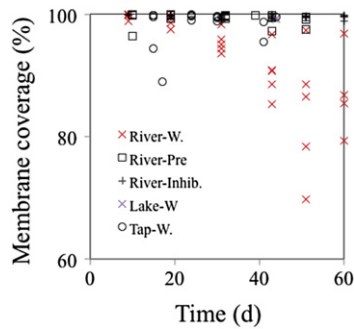 100
80
60
Membrane coverage (%)
River-W.
River-Pre
River-Inhib.
Lake-W
Tap-W.
0 20 40 60
Time (d)